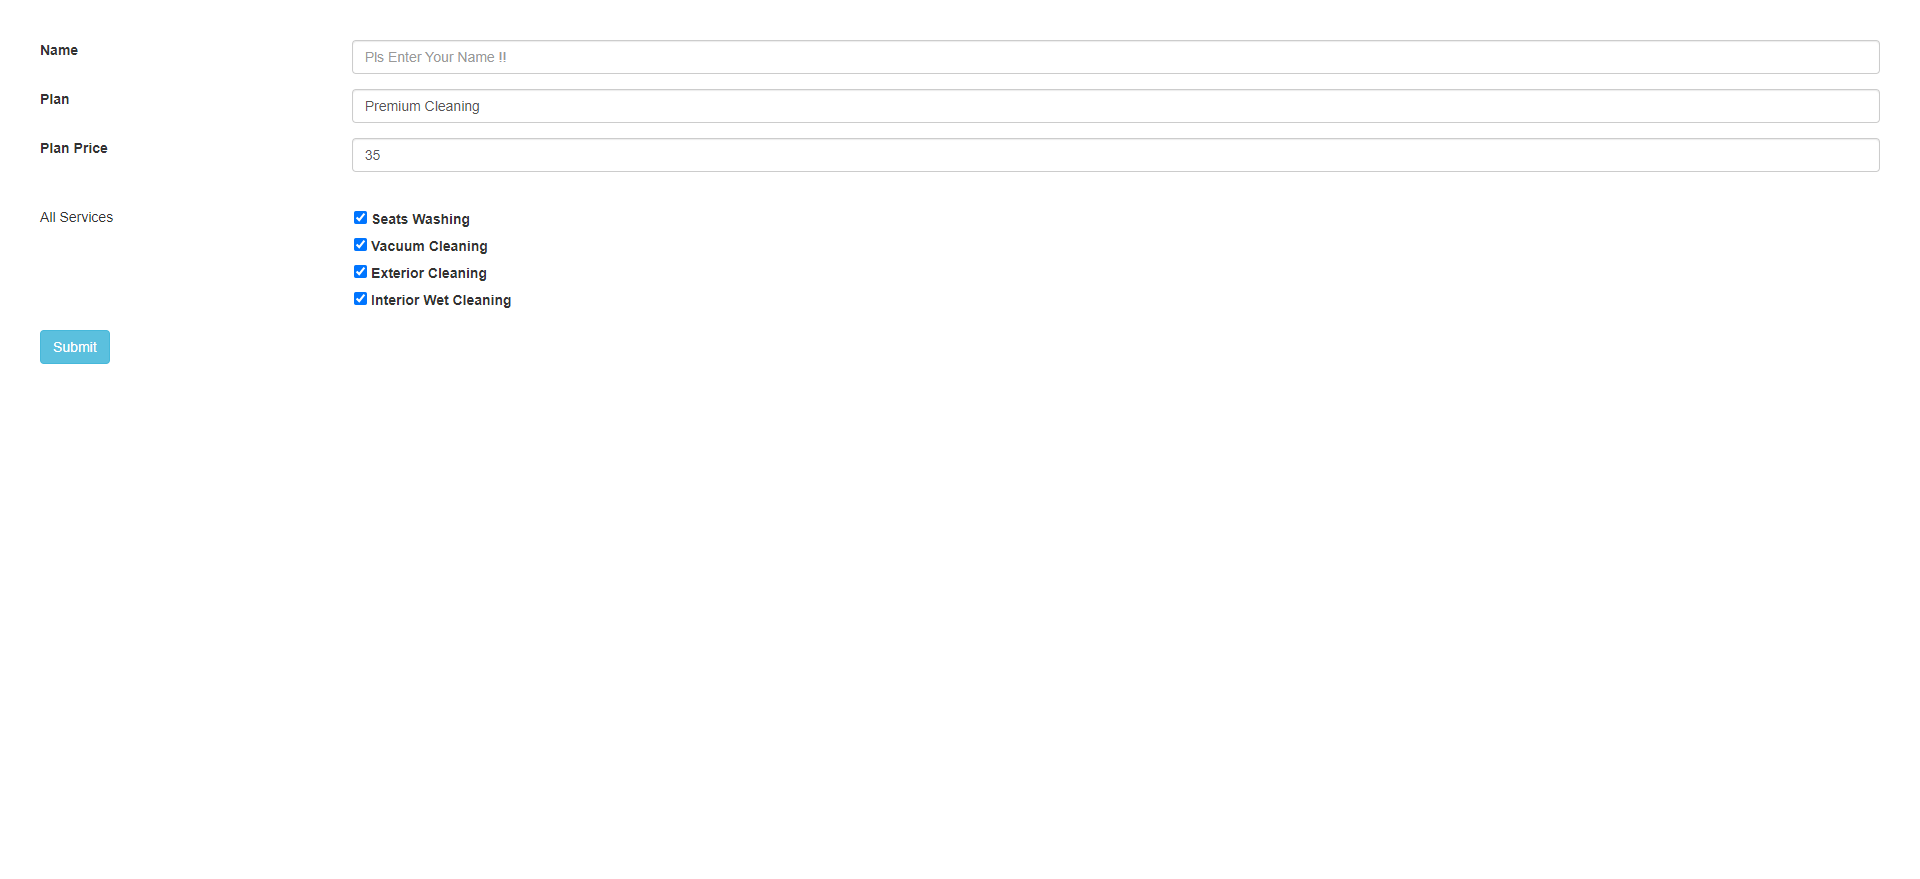 Name
Pls Enter Your Name !!
Plan
Premium Cleaning
Plan Price
35
All Services
Seats Washing
Vacuum Cleaning
Exterior Cleaning
Interior Wet Cleaning
Submit